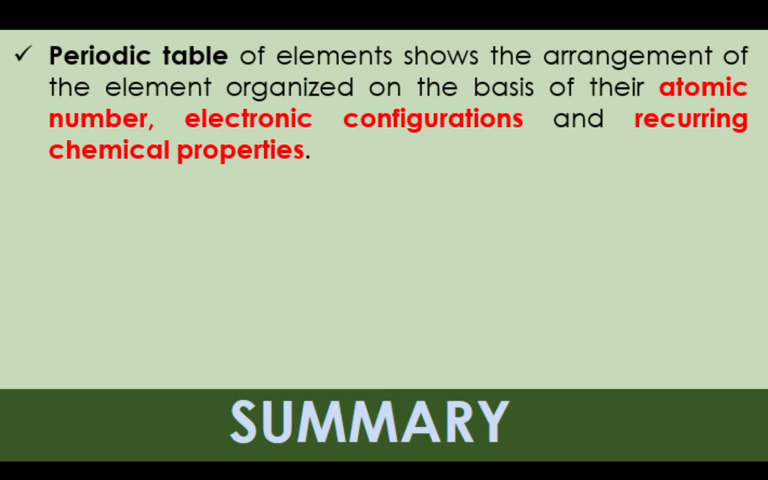 ✓ Periodic table of elements shows the arrangement of
the element organized on the basis of their atomic
number, electronic configurations and recurring
chemical properties.
SUMMARY